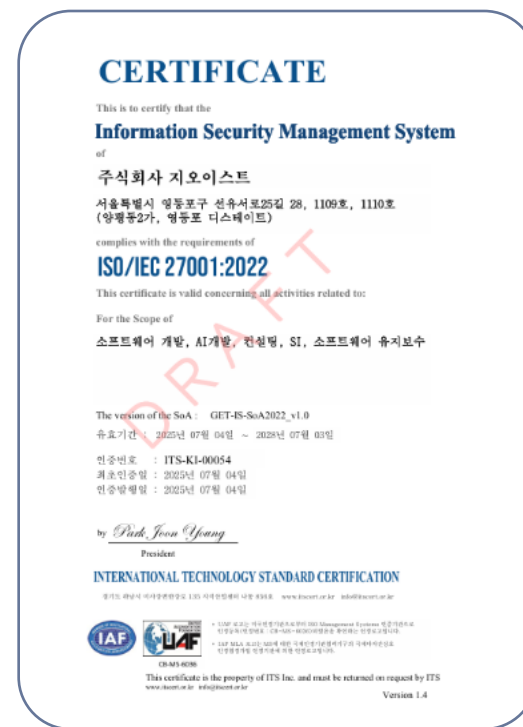 CERTIFICATE
This is to certify that the
Information Security Management System
of
주식회사 지오이스트
서울특별시 영등포구 선유서로25길 28, 1109호, 1110호
(양평동2가, 영등포 디스테이트)
complies with the requirements of
ISO/IEC 27001:2022
This certificate is valid concerning all activities related to:
For the Scope of
소프트웨어 개발, AI개발, 컨설팅, SI, 소프트웨어 유지보수
DRAFT
The version of the SoA : GET-IS-SoA2022_v1.0
유효기간 : 2025년 07월 04일 ~ 2028년 07월 03일
인증번호 : ITS-KI-00054
최초인증일 : 2025년 07월 04일
인증발행일 : 2025년 07월 04일
by Park Joon Young
President
INTERNATIONAL TECHNOLOGY STANDARD CERTIFICATION
www.itscert.or.kr info@itscert.or.kr
IAF
UAF
CB-MS-6086
This certificate is the property of ITS Inc. and must be returned on request by ITS
www.itscert.or.kr info@itscert.or.kr
Version 1.4